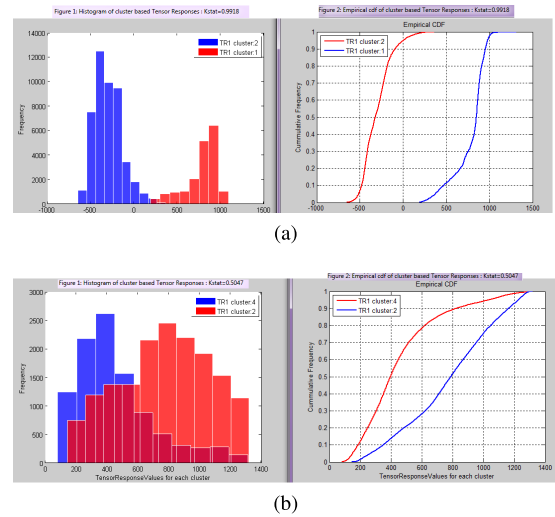 Figure 1: Histogram of cluster based Tensor Responses : Kstat=0.9918
Figure 2: Empirical cdf of cluster based Tensor Responses : Kstat=0.9918
Empirical CDF
14000
12000
10000
8000
6000
4000
2000
0
Frequency
TR1 cluster:2
TR1 cluster:1
-1000 -500 0 500 1000 1500
1
0.9
0.8
0.7
0.6
0.5
0.4
0.3
0.2
0.1
0
Cummulative Frequency
TR1 cluster:2
TR1 cluster:1
-1000 -500 0 500 1000 1500
(a)
Figure 1: Histogram of cluster based Tensor Responses : Kstat=0.5047
Figure 2: Empirical cdf of cluster based Tensor Responses : Kstat=0.5047
Empirical CDF
3000
2500
2000
1500
1000
500
0
Frequency
TR1 cluster:4
TR1 cluster:2
0 200 400 600 800 1000 1200 1400
TensorResponseValues for each cluster
1
0.9
0.8
0.7
0.6
0.5
0.4
0.3
0.2
0.1
0
Cummulative Frequency
TR1 cluster:4
TR1 cluster:2
0 200 400 600 800 1000 1200 1400
TensorResponseValues for each cluster
(b)